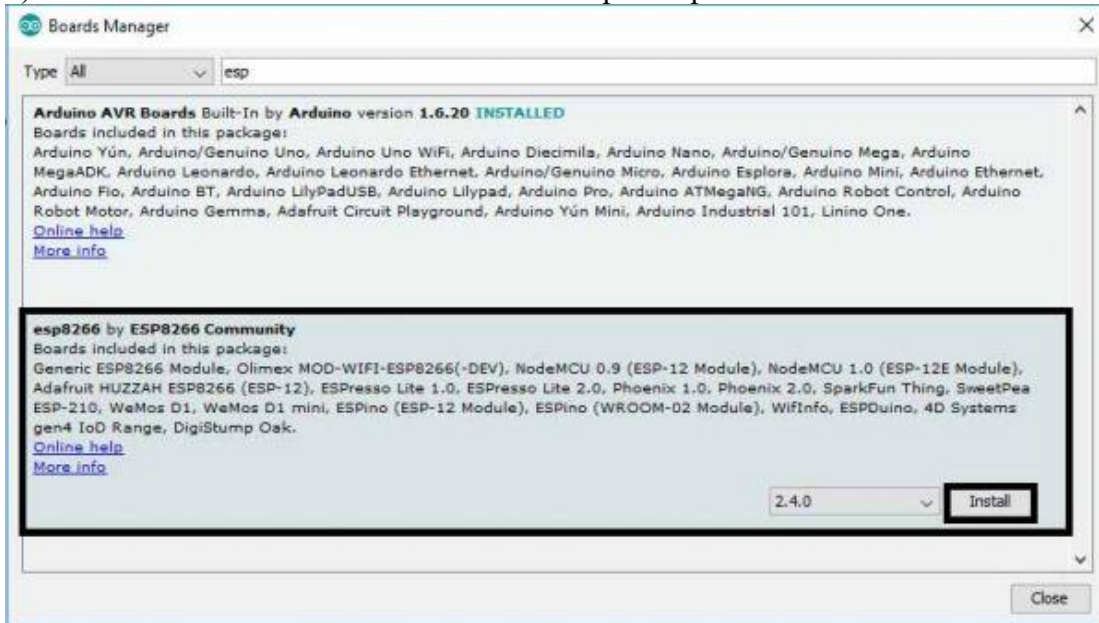 Boards Manager
Type All esp
Arduino AVR Boards Built-In by Arduino version 1.6.20 INSTALLED
Boards included in this package:
Arduino Yún, Arduino/Genuino Uno, Arduino Uno WiFi, Arduino Diecimila, Arduino Nano, Arduino/Genuino Mega, Arduino
MegaADK, Arduino Leonardo, Arduino Leonardo Ethernet, Arduino/Genuino Micro, Arduino Esplora, Arduino Mini, Arduino Ethernet,
Arduino Fio, Arduino BT, Arduino LilyPadUSB, Arduino Lilypad, Arduino Pro, Arduino ATMegaNG, Arduino Robot Control, Arduino
Robot Motor, Arduino Gemma, Adafruit Circuit Playground, Arduino Yún Mini, Arduino Industrial 101, Linino One.
Online help
More info
esp8266 by ESP8266 Community
Boards included in this package:
Generic ESP8266 Module, Olimex MOD-WIFI-ESP8266(-DEV), NodeMCU 0.9 (ESP-12 Module), NodeMCU 1.0 (ESP-12E Module),
Adafruit HUZZAH ESP8266 (ESP-12), ESPresso Lite 1.0, ESPresso Lite 2.0, Phoenix 1.0, Phoenix 2.0, SparkFun Thing, SweetPea
ESP-210, WeMos D1, WeMos D1 mini, ESPino (ESP-12 Module), ESPino (WROOM-02 Module), WifInfo, ESPDuino, 4D Systems
gen4 IoD Range, DigiStump Oak.
Online help
More info
2.4.0 Install
Close